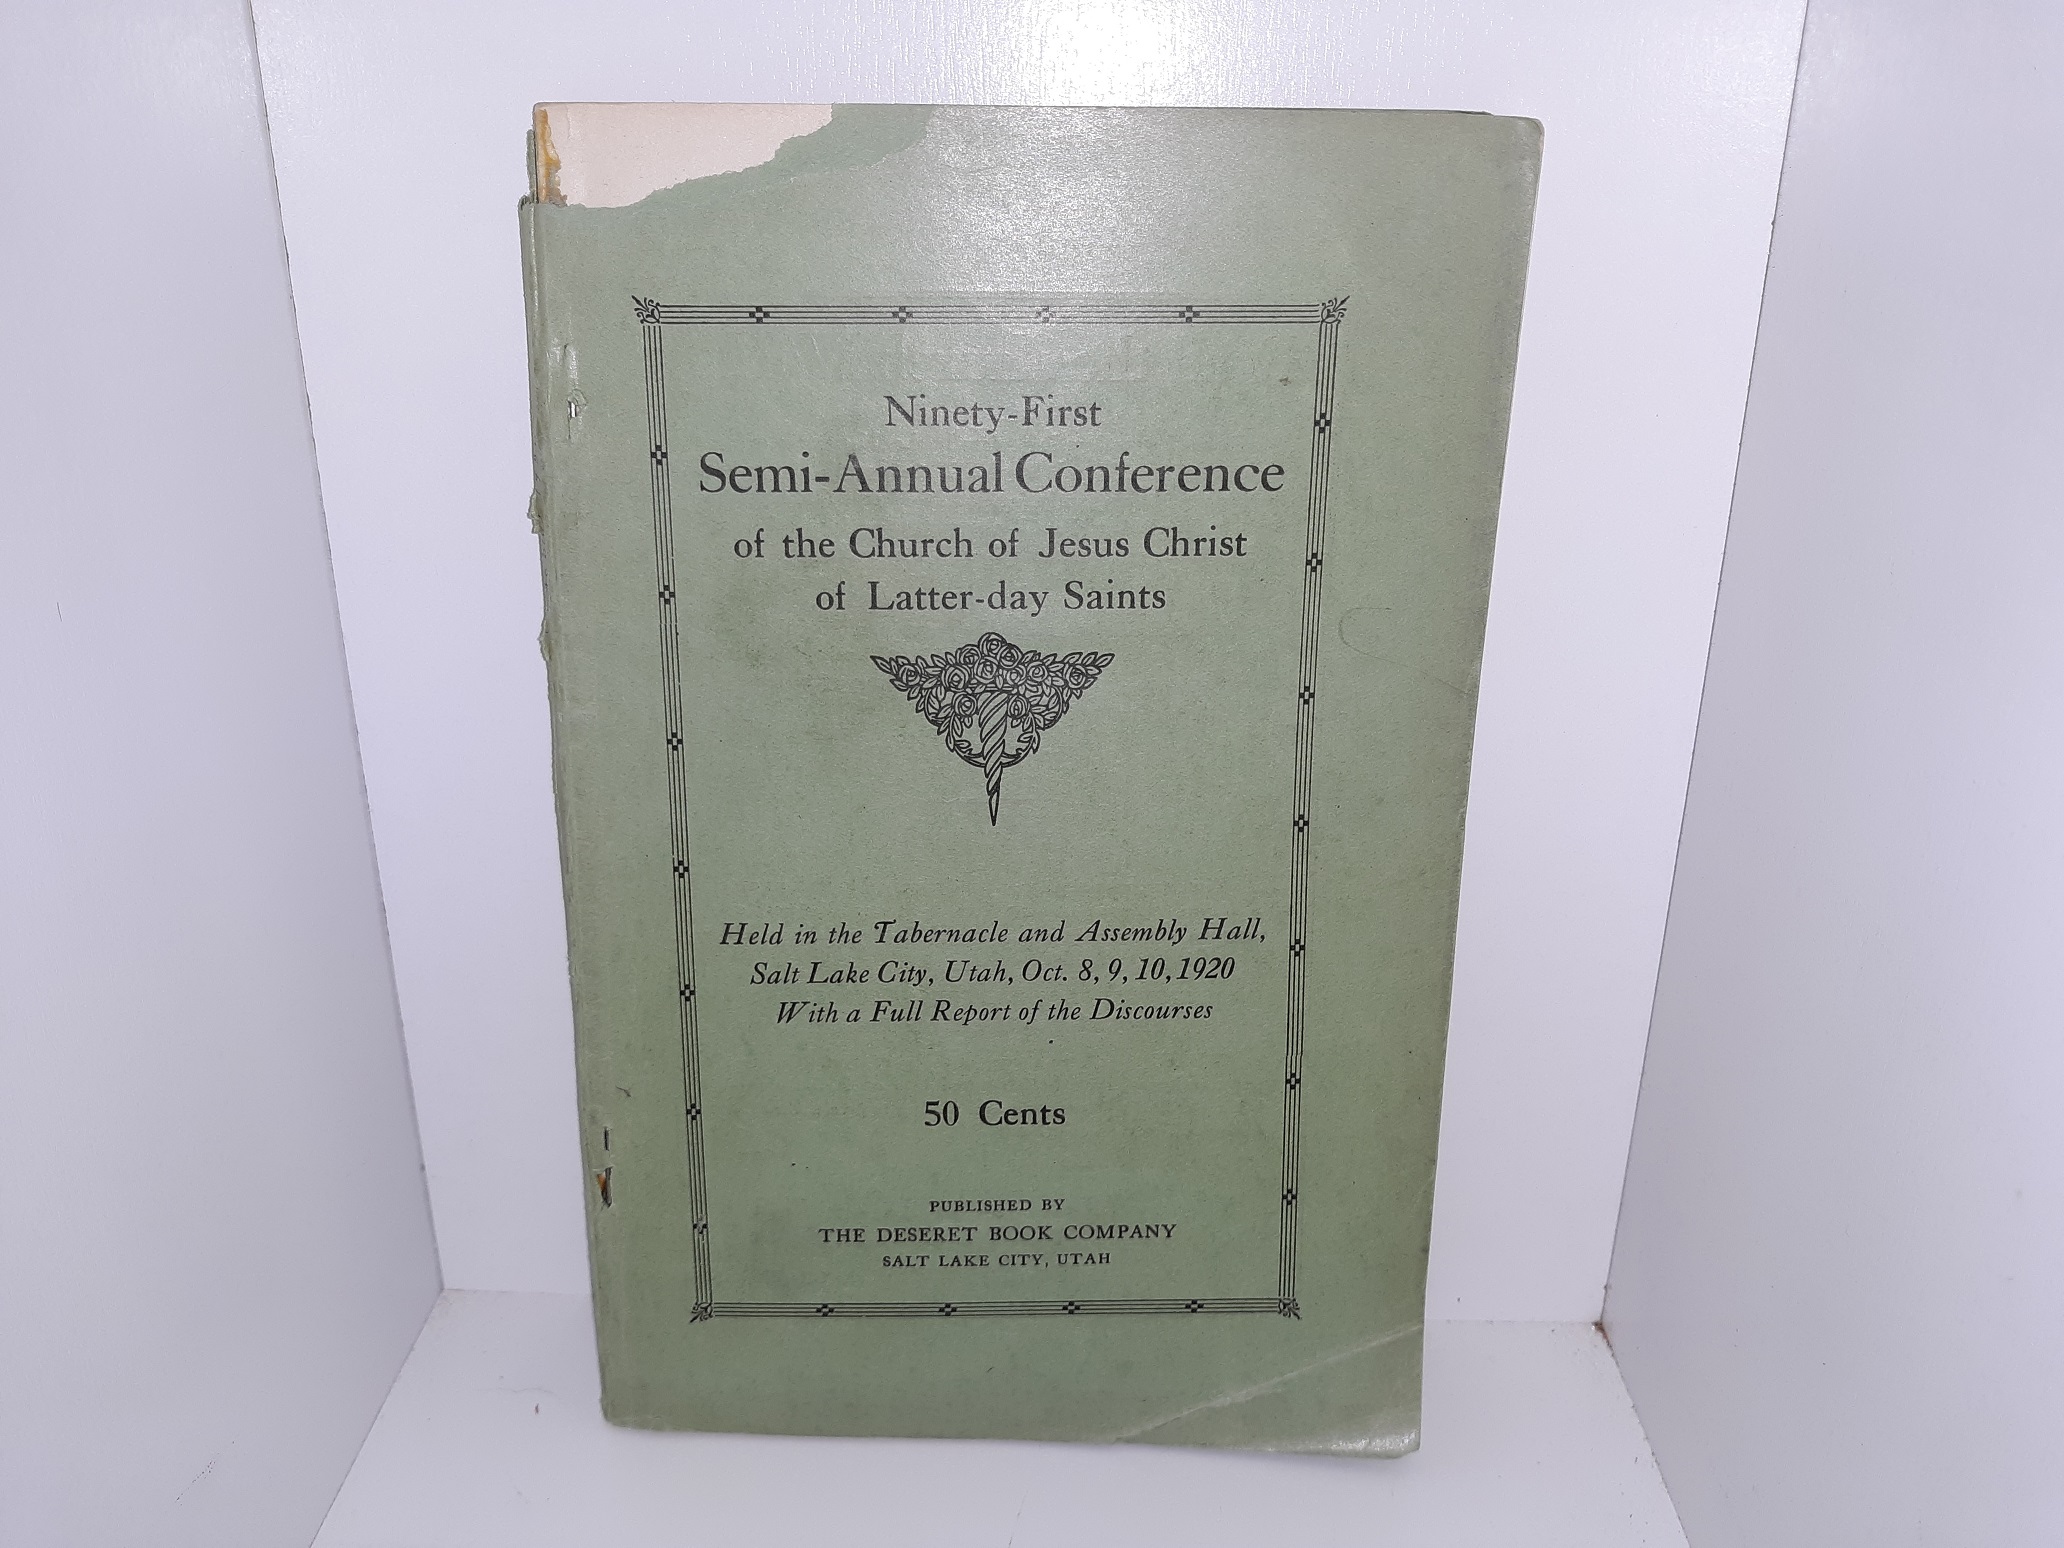 Ninety-First
Semi-Annual Conference
of the Church of Jesus Christ
of Latter-day Saints
Held in the Tabernacle and Assembly Hall,
Salt Lake City, Utah, Oct. 8, 9, 10, 1920
With a Full Report of the Discourses
50 Cents
PUBLISHED BY
THE DESERET BOOK COMPANY
SALT LAKE CITY, UTAH